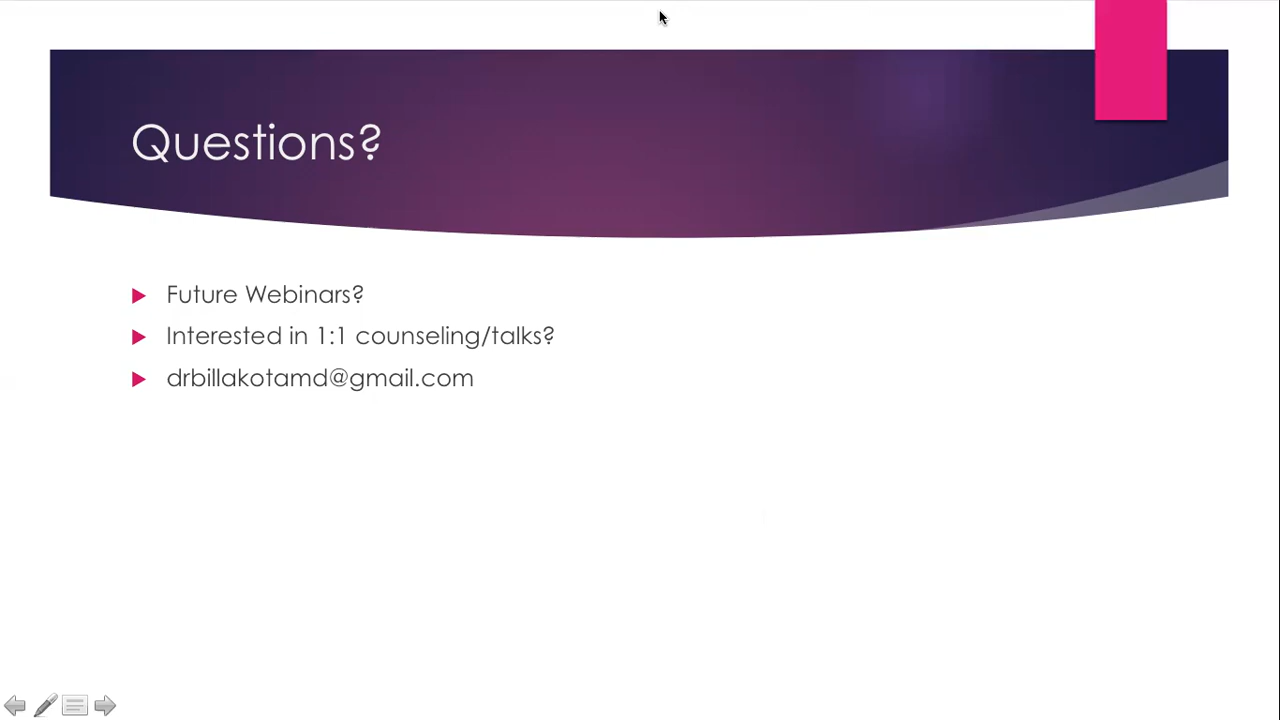 Questions?
Future Webinars?
Interested in 1:1 counseling/talks?
drbillakotamd@gmail.com